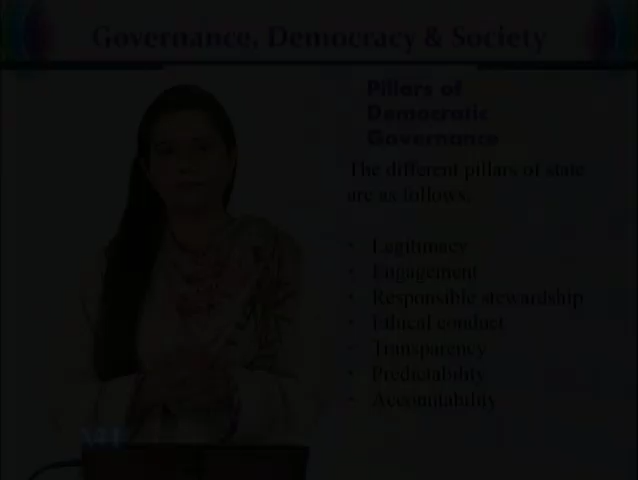 Governance, Democracy & Society
Pillars of
Democratic
Governance
The different pillars of state
are as follows:
• Legitimacy
• Engagement
• Responsible stewardship
• Ethical conduct
• Transparency
• Predictability
• Accountability